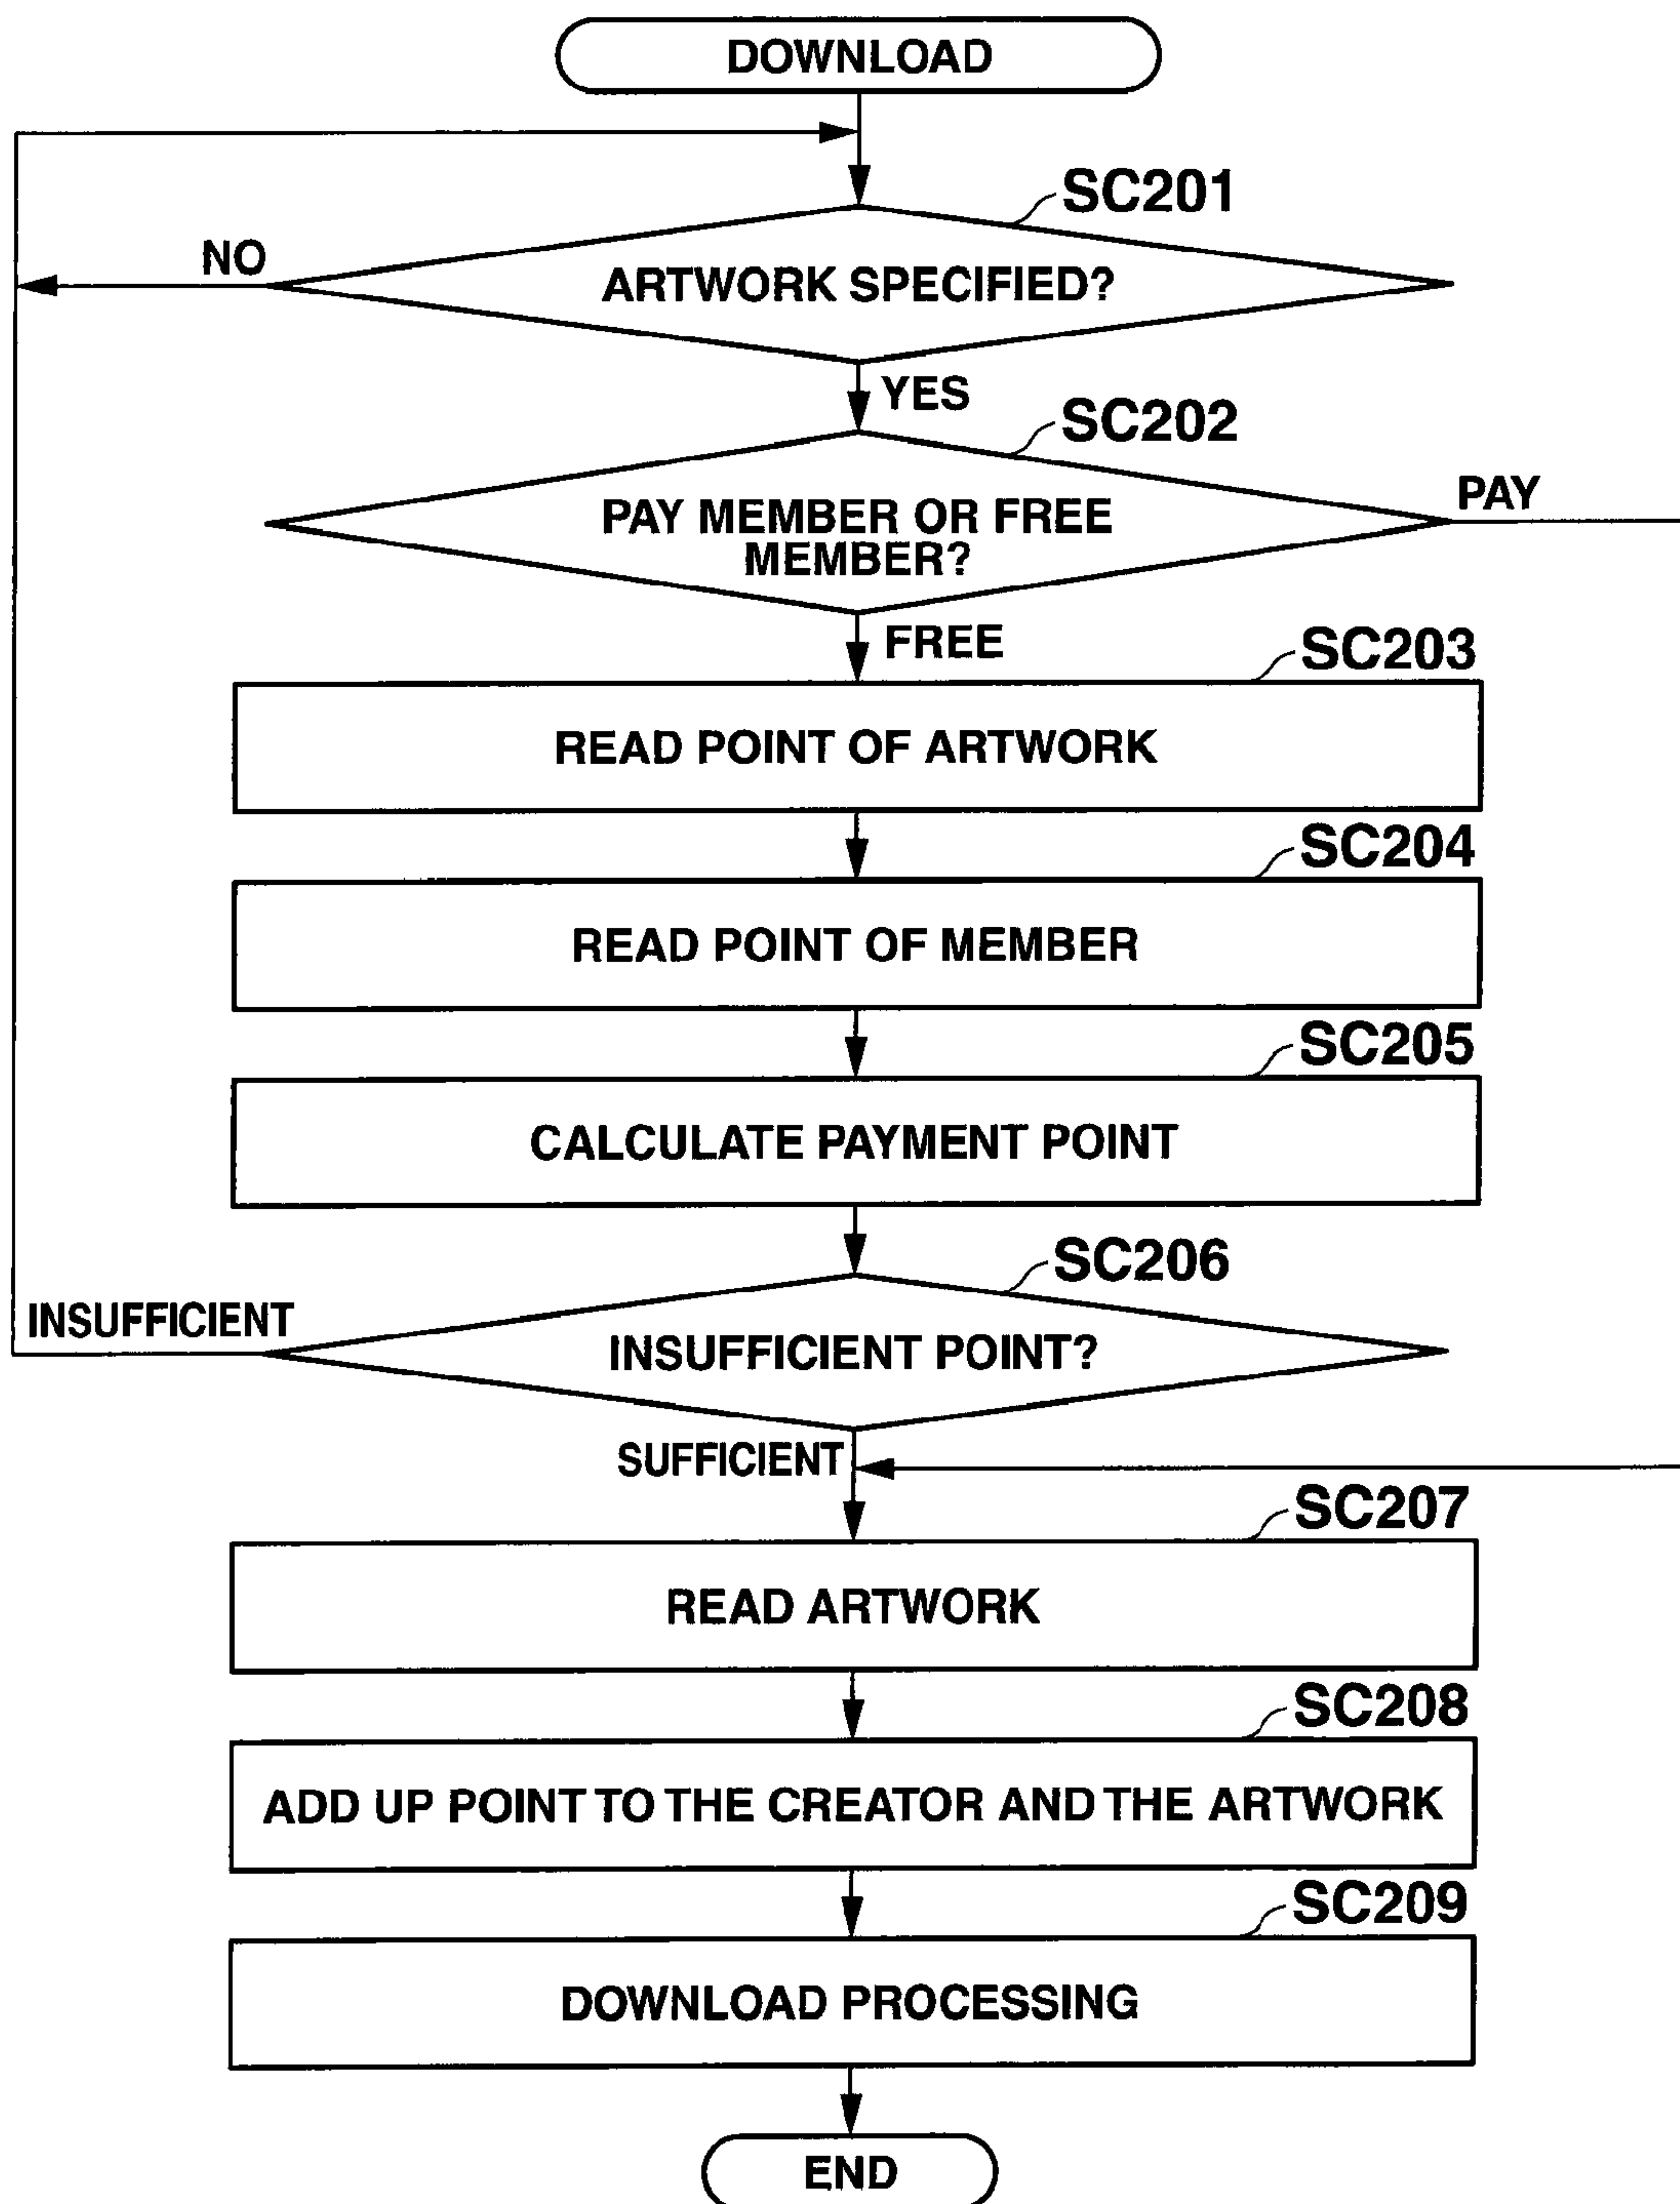 DOWNLOAD
SC201
NO
ARTWORK SPECIFIED?
YES
SC202
PAY
PAY MEMBER OR FREE
MEMBER?
FREE
SC203
READ POINT OF ARTWORK
SC204
READ POINT OF MEMBER
SC205
CALCULATE PAYMENT POINT
SC206
INSUFFICIENT
INSUFFICIENT POINT?
SUFFICIENT
SC207
READ ARTWORK
SC208
ADD UP POINT TO THE CREATOR AND THE ARTWORK
SC209
DOWNLOAD PROCESSING
END